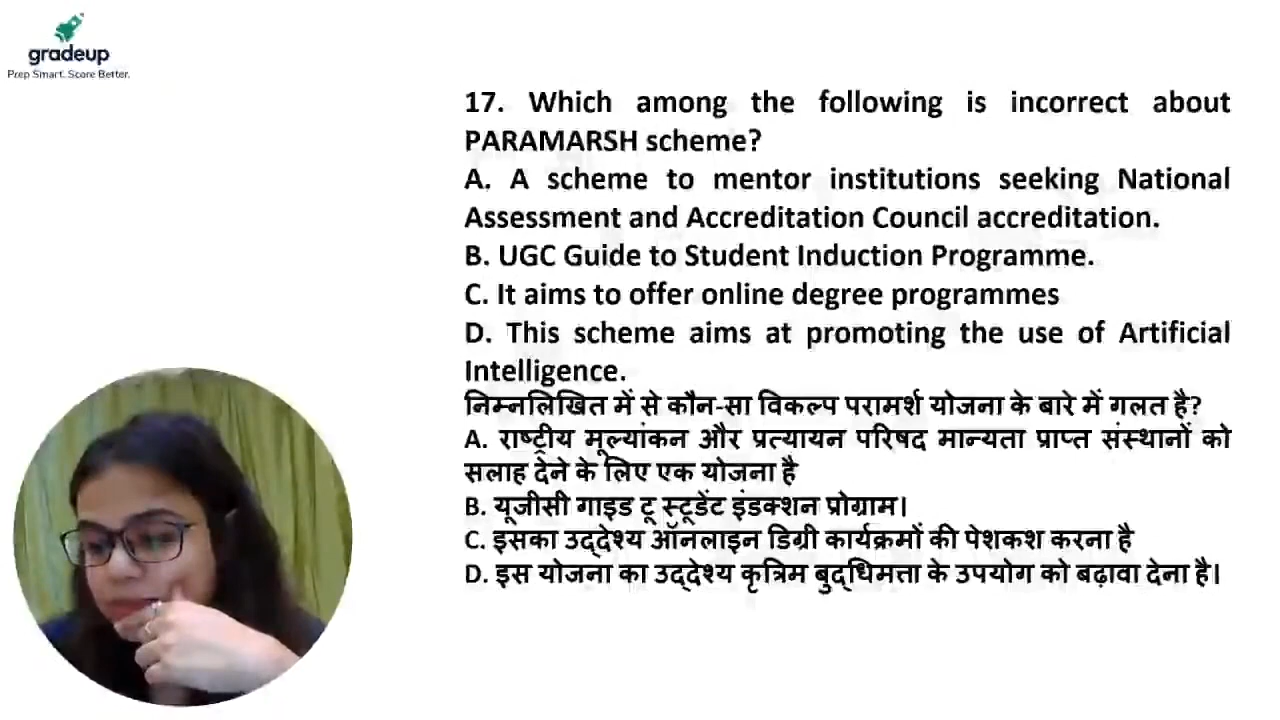 gradeup
Prep Smart. Score Better.
17. Which among the following is incorrect about
PARAMARSH scheme?
A. A scheme to mentor institutions seeking National
Assessment and Accreditation Council accreditation.
B. UGC Guide to Student Induction Programme.
C. It aims to offer online degree programmes
D. This scheme aims at promoting the use of Artificial
Intelligence.
निम्नलिखित में से कौन-सा विकल्प परामर्श योजना के बारे में गलत है?
A. राष्ट्रीय मूल्यांकन और प्रत्यायन परिषद मान्यता प्राप्त संस्थानों को
सलाह देने के लिए एक योजना है
B. यूजीसी गाइड टू स्टूडेंट इंडक्शन प्रोग्राम।
C. इसका उद्देश्य ऑनलाइन डिग्री कार्यक्रमों की पेशकश करना है
D. इस योजना का उद्देश्य कृत्रिम बुद्धिमत्ता के उपयोग को बढ़ावा देना है।